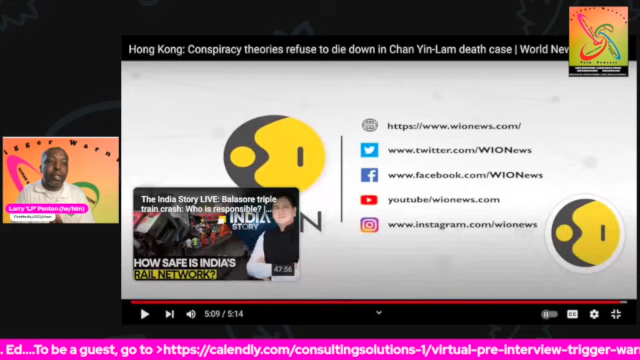 Hong Kong: Conspiracy theories refuse to die down in Chan Yin-Lam death case | World New
https://www.wionews.com/
www.twitter.com/WIONews
www.facebook.com/WIONews
youtube/wionews.com
www.instagram.com/wionews
The India Story LIVE: Balasore triple
train crash: Who is responsible? |...
INDIA
STORY
HOW SAFE IS INDIA'S
RAIL NETWORK?
47:56
N
Larry "LJ" Penton (he/him)
5:09 / 5:14
CC
. Ed....To be a guest, go to >https://calendly.com/consultingsolutions-1/virtual-pre-interview-trigger-war